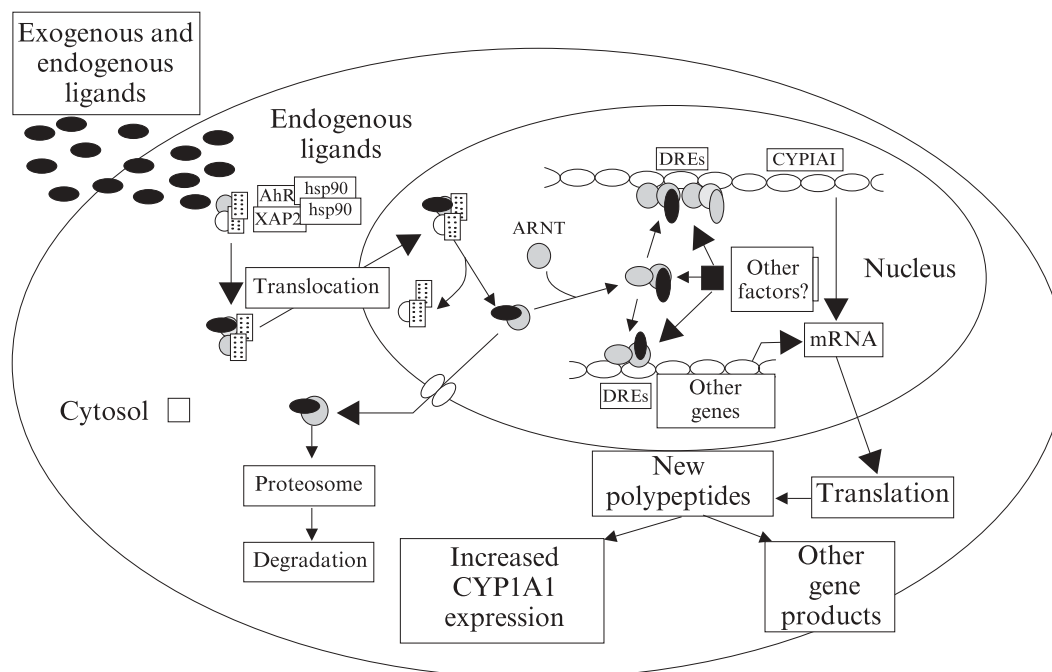 Exogenous and
endogenous
ligands
Endogenous
ligands
AhR
hsp90
XAP2
hsp90
Translocation
ARNT
DREs
CYPIAI
Other
factors?
Nucleus
mRNA
DREs
Other
genes
Cytosol
Proteosome
Degradation
New
polypeptides
Translation
Increased
CYP1A1
expression
Other
gene
products